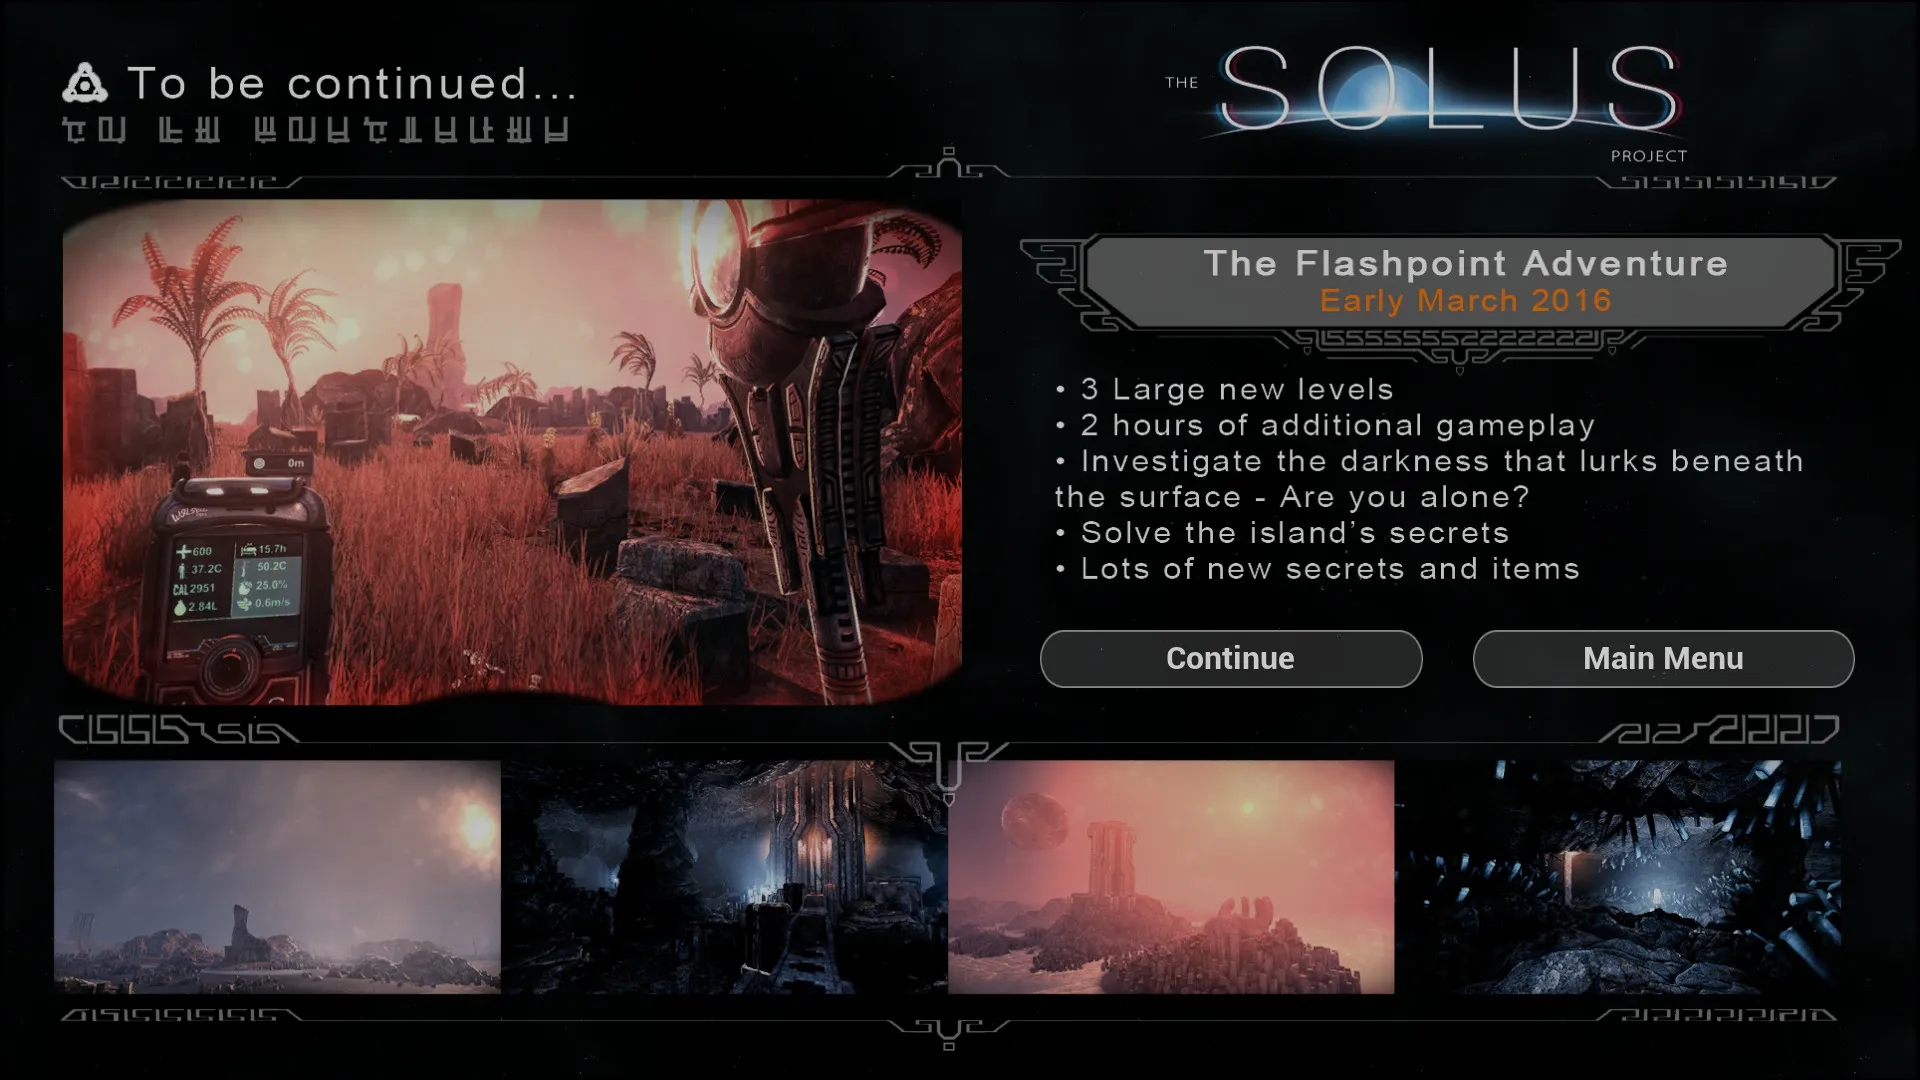 To be continued...
THE SOLUS PROJECT
The Flashpoint Adventure
Early March 2016
• 3 Large new levels
• 2 hours of additional gameplay
• Investigate the darkness that lurks beneath
the surface - Are you alone?
• Solve the island’s secrets
• Lots of new secrets and items
Continue
Main Menu
0m
600 15.7h
37.2C 50.2C
CAL 2951 25.0%
2.84L 0.6m/s